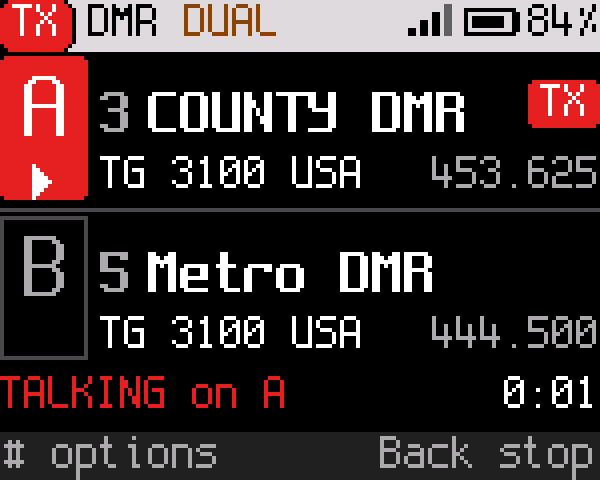 TX DMR DUAL 84%
A 3 COUNTY DMR TX
TG 3100 USA 453.625
B 5 Metro DMR
TG 3100 USA 444.500
TALKING on A 0:01
# options Back stop